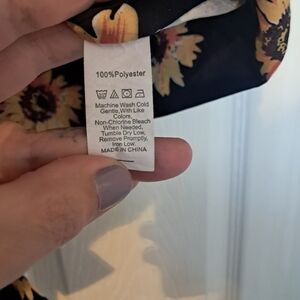 100%Polyester
Machine Wash Cold
Gentle,With Like
Colors,
Non-Chlorine Bleach
When Needed,
Tumble Dry Low,
Remove Promptly,
Iron Low.
MADE IN CHINA